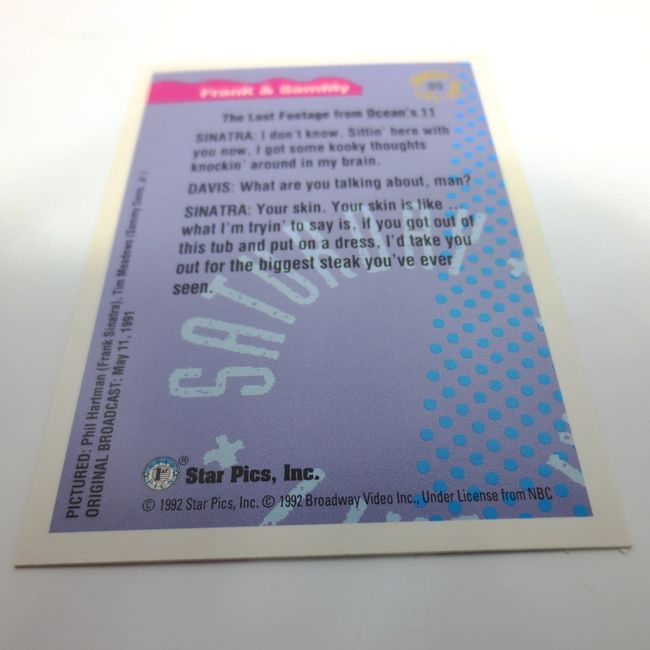 Frank & Sammy
The Lost Footage from Ocean's 11
SINATRA: I don't know. Sittin' here with
you now, I got some kooky thoughts
knockin' around in my brain.
DAVIS: What are you talking about, man?
SINATRA: Your skin. Your skin is like ...
what I'm tryin' to say is, if you got out of
this tub and put on a dress, I'd take you
out for the biggest steak you've ever
seen.
SATURDAY
PICTURED: Phil Hartman (Frank Sinatra), Tim Meadows (Sammy Davis, Jr.)
ORIGINAL BROADCAST: May 11, 1991
® Star Pics, Inc.
© 1992 Star Pics, Inc. © 1992 Broadway Video Inc., Under License from NBC